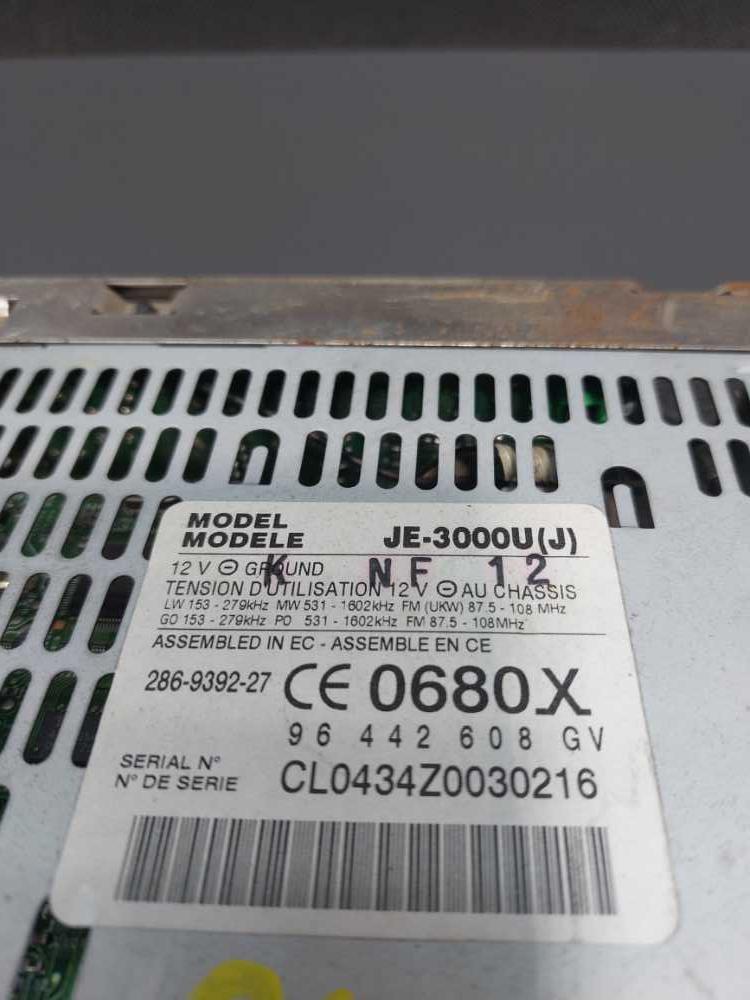 MODEL
MODELE JE-3000U(J)
12 V ⊖ GROUND
K NF 12
TENSION D'UTILISATION 12 V ⊖ AU CHASSIS
LW 153 - 279kHz MW 531 - 1602kHz FM (UKW) 87.5 - 108 MHz
GO 153 - 279kHz PO 531 - 1602kHz FM 87.5 - 108MHz
ASSEMBLED IN EC - ASSEMBLE EN CE
286-9392-27 CE 0680X
96 442 608 GV
SERIAL N°
N° DE SERIE CL0434Z0030216